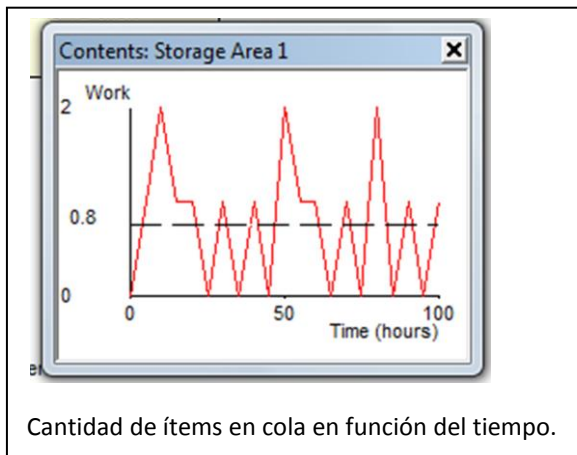 Contents: Storage Area 1
Work
2
0.8
0
0 50 100
Time (hours)
Cantidad de ítems en cola en función del tiempo.